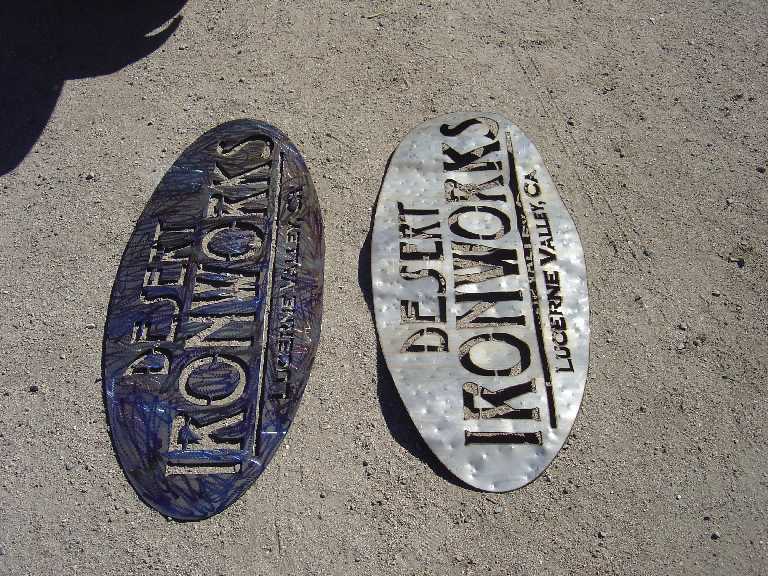 DESERT
IRONWORKS
LUCERNE VALLEY, CA
DESERT
IRONWORKS
LUCERNE VALLEY, CA